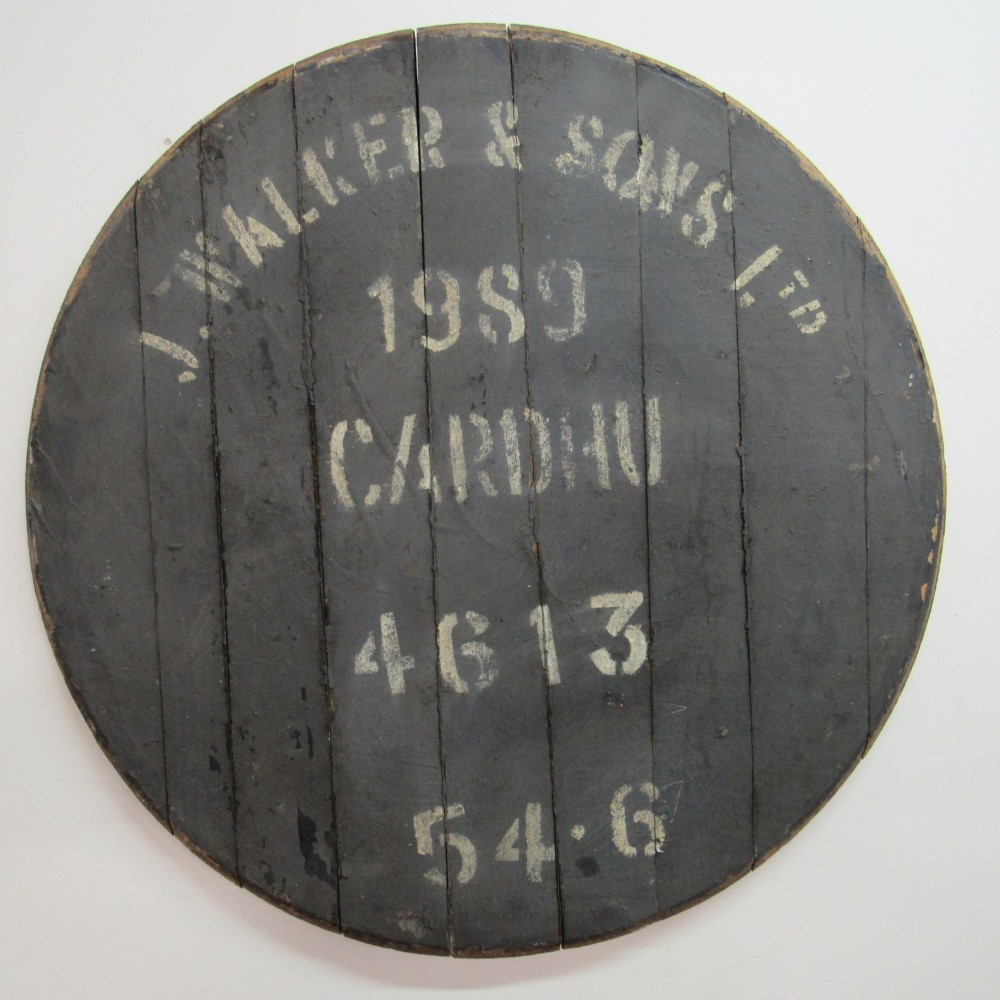 J. WALKER & SONS LTD
1989
CARDHU
4613
54·6